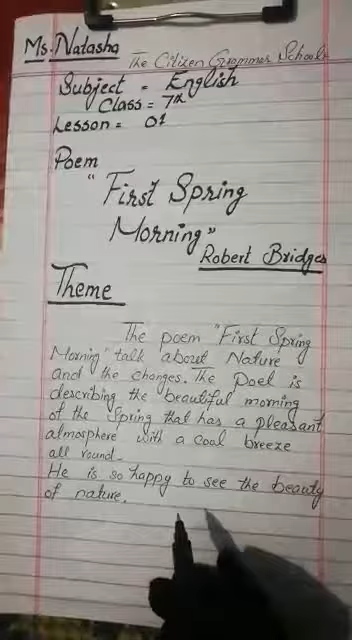 Ms. Natasha
The Citizen Grammar School
Subject = English
Class = 7th
Lesson = 01
Poem
"First Spring
Morning"
Robert Bridges
Theme
The poem "First Spring
Morning" talk about Nature
and the changes. The Poet is
describing the beautiful morning
of the Spring that has a pleasant
atmosphere with a cool breeze
all round.
He is so happy to see the beauty
of nature.